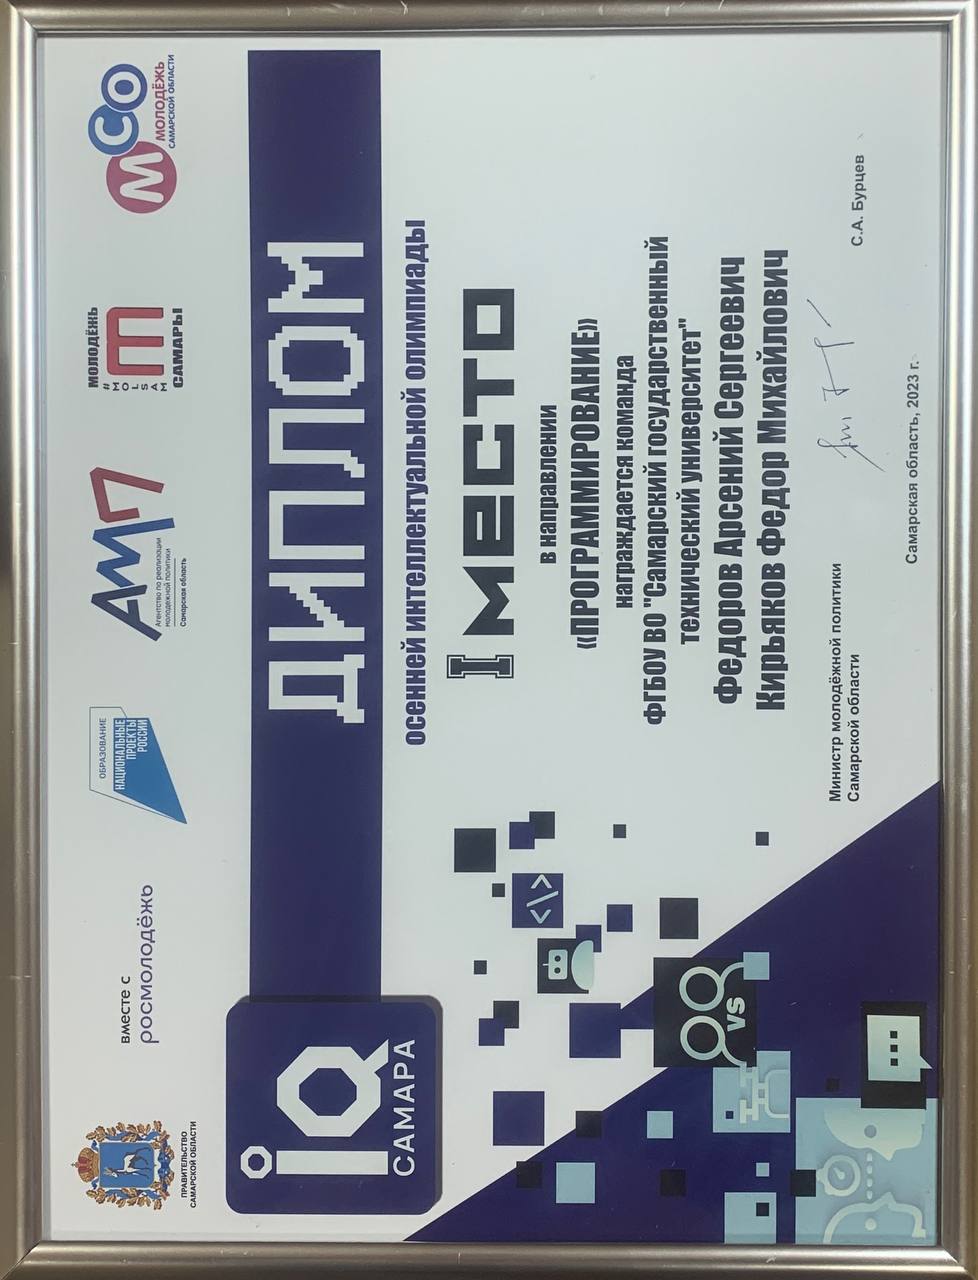 ПРАВИТЕЛЬСТВО
САМАРСКОЙ ОБЛАСТИ
вместе с
росмолодёжь
ОБРАЗОВАНИЕ
НАЦИОНАЛЬНЫЕ
ПРОЕКТЫ
РОССИИ
АМП
Агентство по реализации
молодежной политики
Самарская область
МОЛОДЁЖЬ
#MOLSAM
САМАРЫ
МСО
МОЛОДЁЖЬ
САМАРСКОЙ ОБЛАСТИ
iQ
САМАРА
ДИПЛОМ
осенней интеллектуальной олимпиады
I место
в направлении
«ПРОГРАММИРОВАНИЕ»
награждается команда
ФГБОУ ВО "Самарский государственный
технический университет"
Федоров Арсений Сергеевич
Кирьяков Федор Михайлович
<\>
VS
Министр молодёжной политики
Самарской области
С.А. Бурцев
Самарская область, 2023 г.